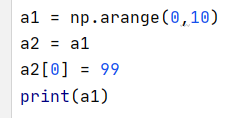 a1 = np.arange(0,10)
a2 = a1
a2[0] = 99
print(a1)